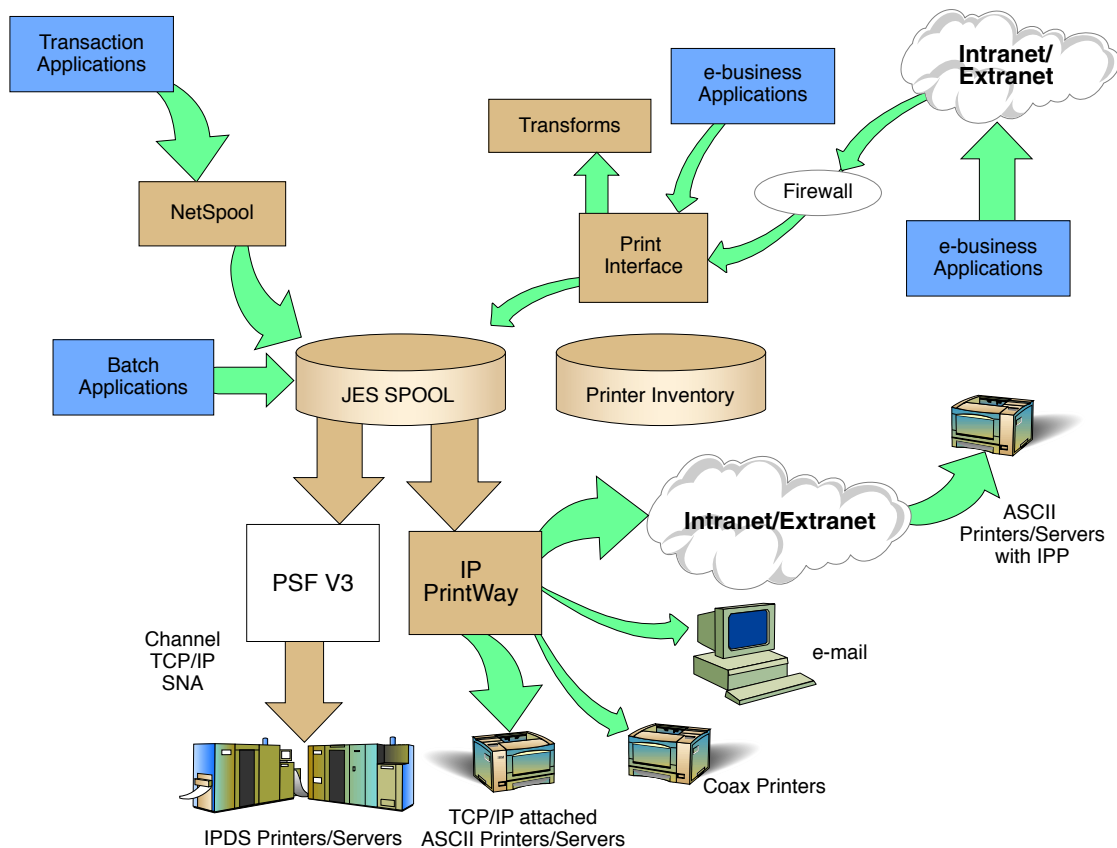 Transaction
Applications
e-business
Applications
Intranet/
Extranet
Transforms
NetSpool
Firewall
Print
Interface
e-business
Applications
Batch
Applications
JES SPOOL
Printer Inventory
Intranet/Extranet
ASCII
Printers/Servers
with IPP
PSF V3
IP
PrintWay
Channel
TCP/IP
SNA
e-mail
Coax Printers
TCP/IP attached
ASCII Printers/Servers
IPDS Printers/Servers